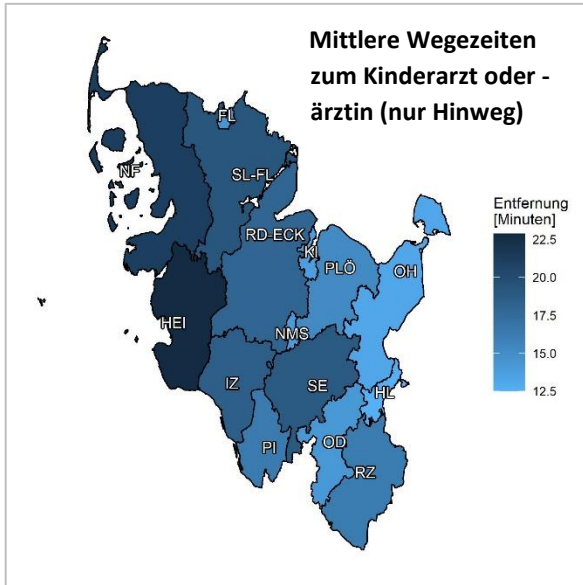 Mittlere Wegezeiten
zum Kinderarzt oder -
ärztin (nur Hinweg)
FL
NF
SL-FL
RD-ECK
KI
PLÖ
OH
HEI
NMS
IZ
SE
HL
PI
OD
RZ
Entfernung
[Minuten]
22.5
20.0
17.5
15.0
12.5